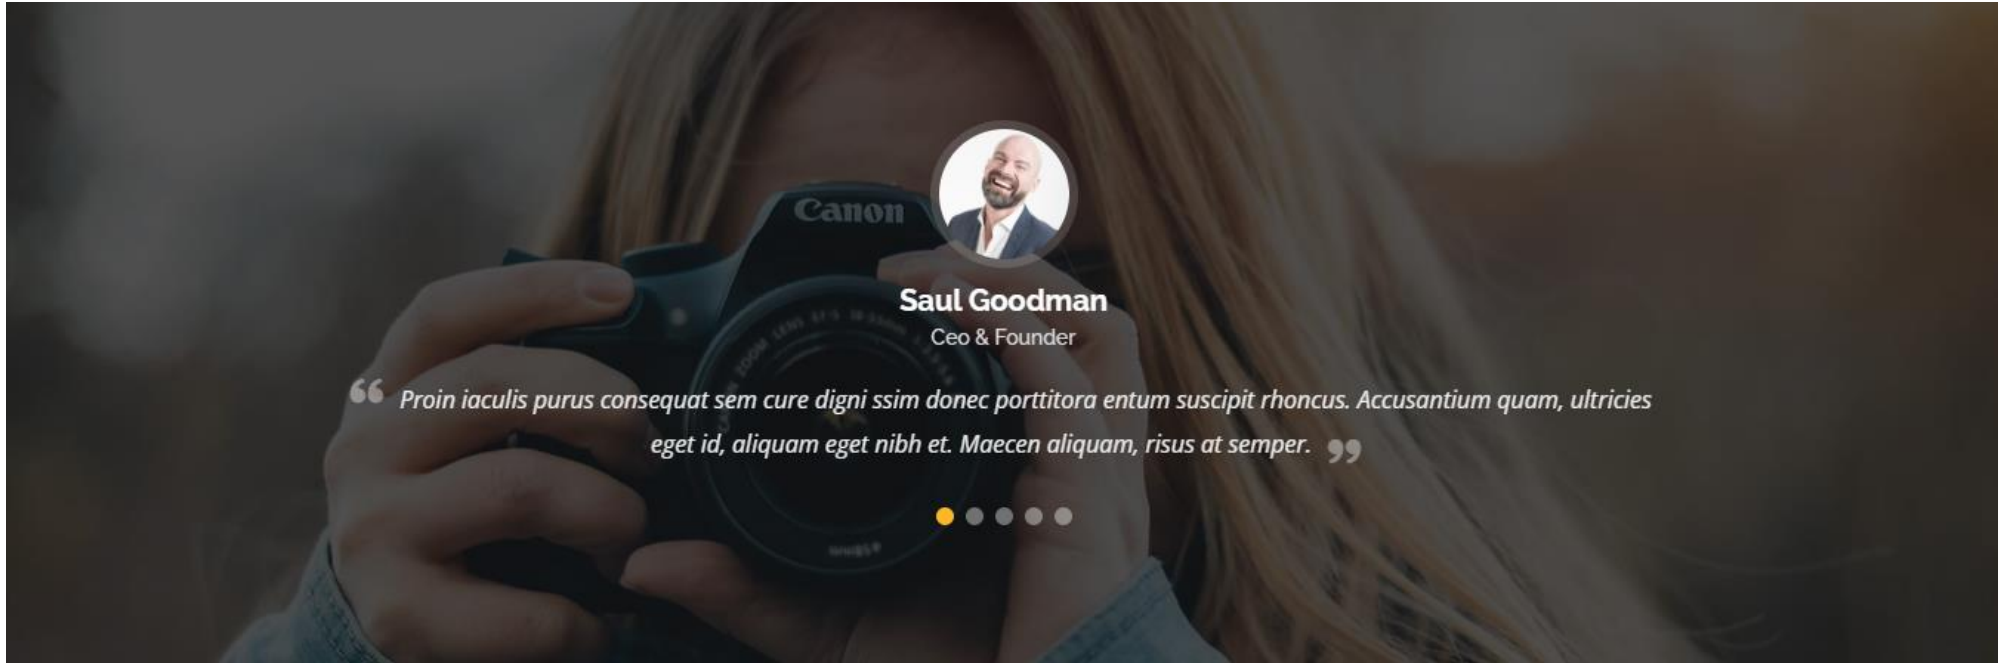 Canon
Saul Goodman
Ceo & Founder
“ Proin iaculis purus consequat sem cure digni ssim donec porttitora entum suscipit rhoncus. Accusantium quam, ultricies
eget id, aliquam eget nibh et. Maecen aliquam, risus at semper. ”